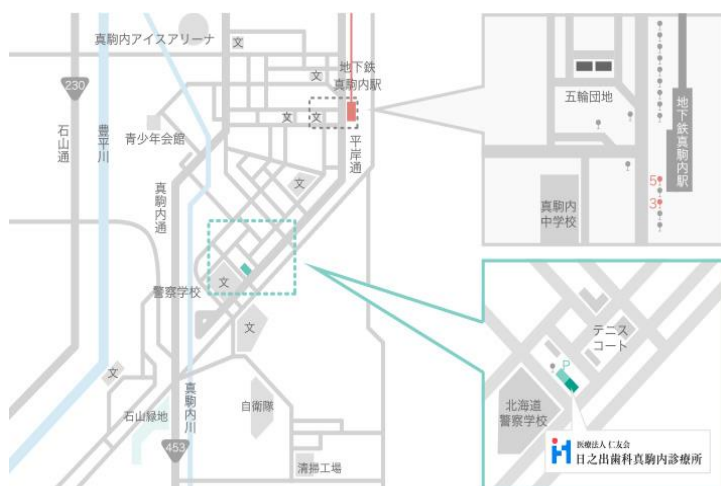 真駒内アイスアリーナ
文
地下鉄
真駒内駅
文
230
石山通
豊平川
青少年会館
文
文
平岸通
真駒内通
文
警察学校
文
文
文
真駒内川
石山緑地
自衛隊
453
清掃工場
五輪団地
地下鉄真駒内駅
真駒内
中学校
5
3
テニス
コート
P
北海道
警察学校
医療法人 仁友会
日之出歯科真駒内診療所